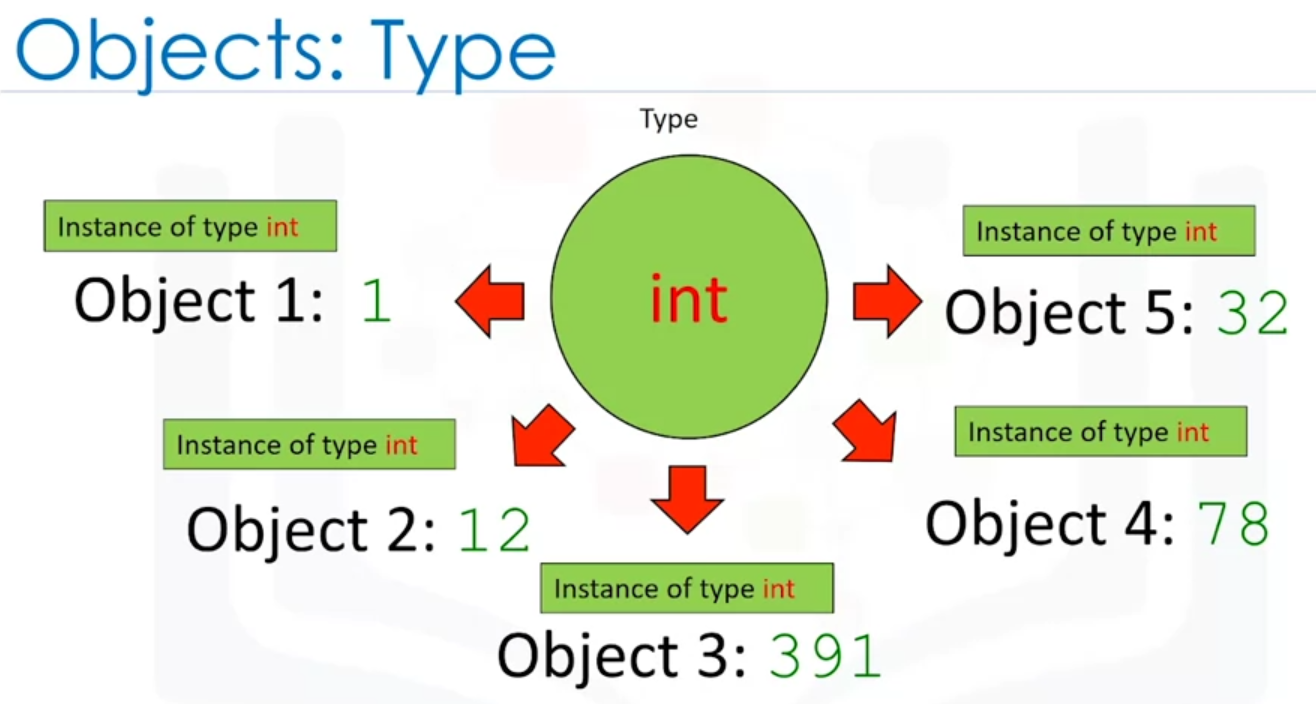 Objects: Type
Type
int
Instance of type int
Object 1: 1
Instance of type int
Object 2: 12
Instance of type int
Object 3: 391
Instance of type int
Object 4: 78
Instance of type int
Object 5: 32